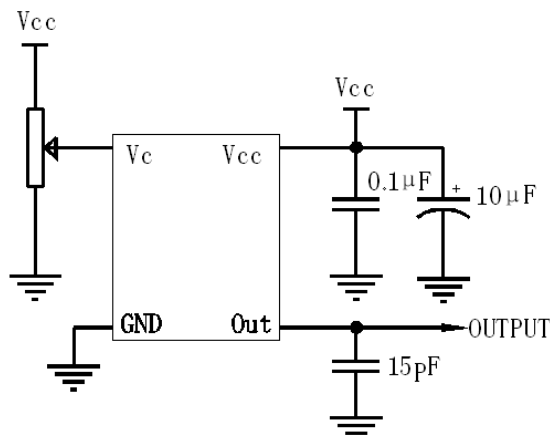 Vcc
Vcc
Vc
Vcc
0.1μF
+
10μF
GND
Out
OUTPUT
15pF